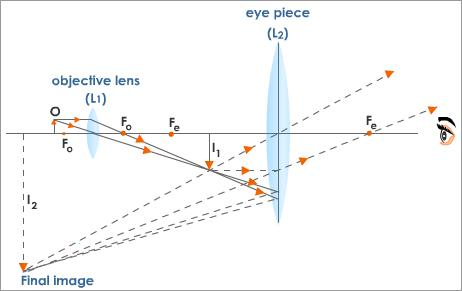 eye piece
(L2)
objective lens
(L1)
O
Fo
Fe
Fo
I1
Fe
I2
Final image